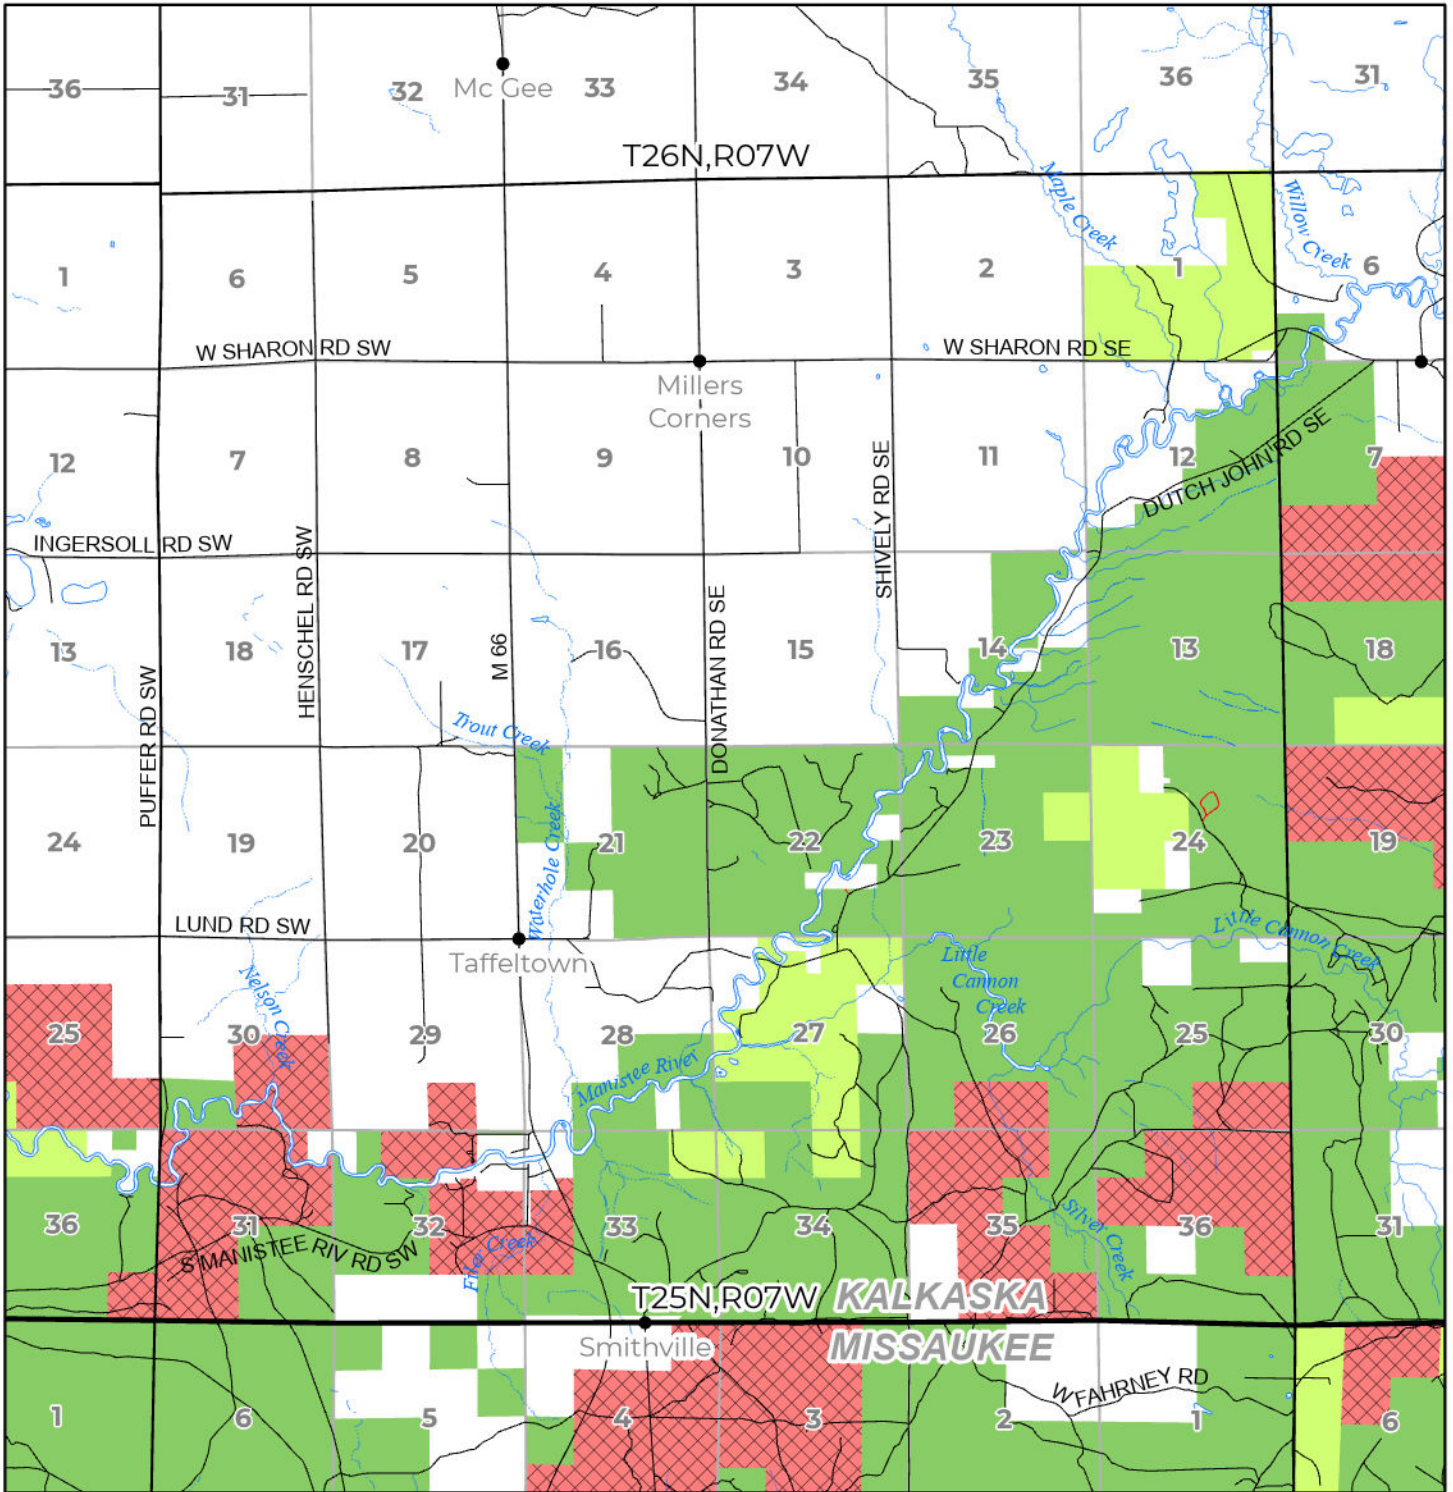 36
31
32
Mc Gee
33
34
35
36
31
T26N,R07W
Maple Creek
Willow Creek
1
6
5
4
3
2
1
6
W SHARON RD SW
W SHARON RD SE
Millers
Corners
12
7
8
9
10
11
12
7
SHIVELY RD SE
DUTCH JOHN RD SE
INGERSOLL RD SW
HENSCHEL RD SW
M 66
DONATHAN RD SE
13
18
17
16
15
14
13
18
PUFFER RD SW
Trout Creek
24
19
20
Waterhole Creek
21
22
23
24
19
LUND RD SW
Taffeltown
Little
Cannon
Creek
Little Cannon Creek
Nelson Creek
25
30
29
28
27
26
25
30
Manistee River
36
31
32
33
34
35
36
31
S MANISTEE RIV RD SW
Filer Creek
Silver Creek
T25N,R07W
KALKASKA
Smithville
MISSAUKEE
W FAHRNEY RD
1
6
5
4
3
2
1
6